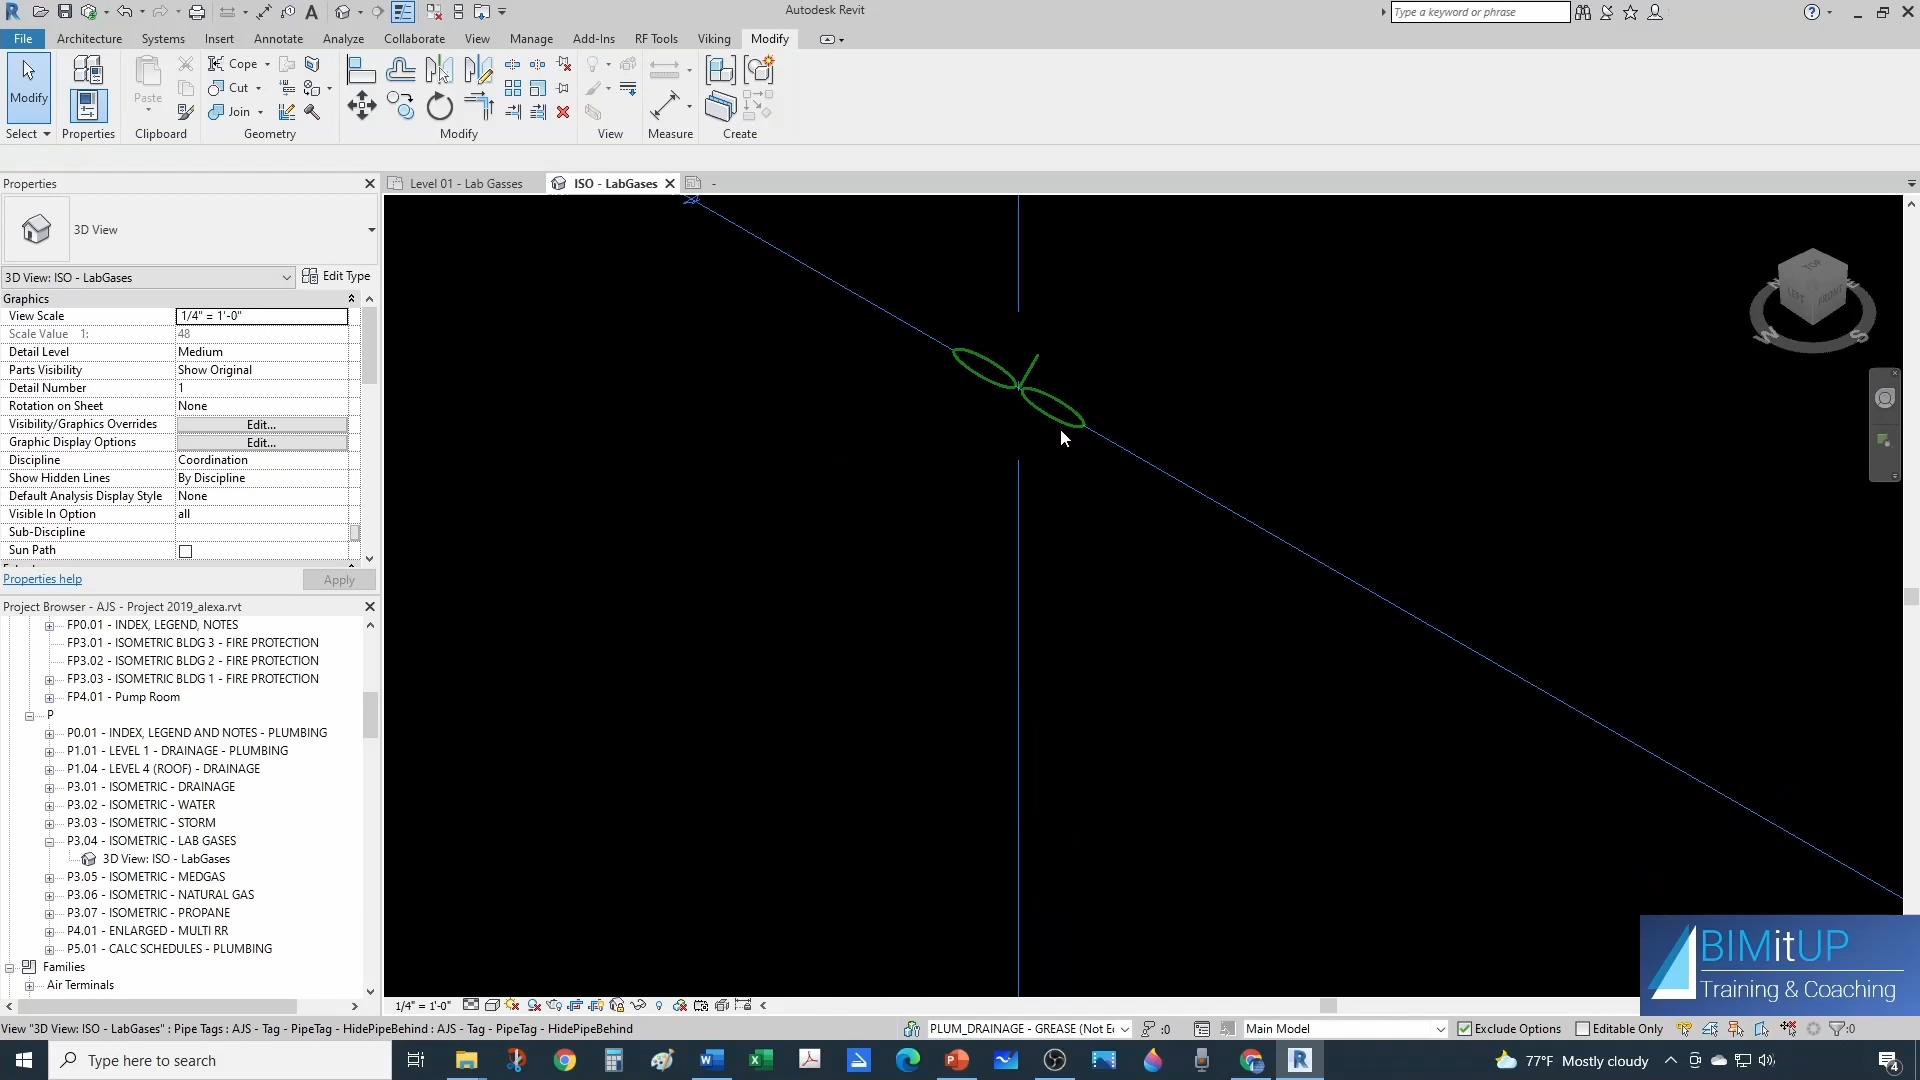 Autodesk Revit
Type a keyword or phrase
File Architecture Systems Insert Annotate Analyze Collaborate View Manage Add-Ins RF Tools Viking Modify
Modify Paste Cope
Cut
Join
Select Properties Clipboard Geometry Modify View Measure Create
Properties
Level 01 - Lab Gasses
ISO - LabGases
-
3D View
3D View: ISO - LabGases Edit Type
Graphics
View Scale 1/4" = 1'-0"
Scale Value 1: 48
Detail Level Medium
Parts Visibility Show Original
Detail Number 1
Rotation on Sheet None
Visibility/Graphics Overrides Edit...
Graphic Display Options Edit...
Discipline Coordination
Show Hidden Lines By Discipline
Default Analysis Display Style None
Visible In Option all
Sub-Discipline
Sun Path
Properties help Apply
TOP
LEFT FRONT
W S
Project Browser - AJS - Project 2019_alexa.rvt
FP0.01 - INDEX, LEGEND, NOTES
FP3.01 - ISOMETRIC BLDG 3 - FIRE PROTECTION
FP3.02 - ISOMETRIC BLDG 2 - FIRE PROTECTION
FP3.03 - ISOMETRIC BLDG 1 - FIRE PROTECTION
FP4.01 - Pump Room
P
P0.01 - INDEX, LEGEND AND NOTES - PLUMBING
P1.01 - LEVEL 1 - DRAINAGE - PLUMBING
P1.04 - LEVEL 4 (ROOF) - DRAINAGE
P3.01 - ISOMETRIC - DRAINAGE
P3.02 - ISOMETRIC - WATER
P3.03 - ISOMETRIC - STORM
P3.04 - ISOMETRIC - LAB GASES
3D View: ISO - LabGases
P3.05 - ISOMETRIC - MEDGAS
P3.06 - ISOMETRIC - NATURAL GAS
P3.07 - ISOMETRIC - PROPANE
P4.01 - ENLARGED - MULTI RR
P5.01 - CALC SCHEDULES - PLUMBING
Families
Air Terminals
BIMitUP
Training & Coaching
1/4" = 1'-0"
View "3D View: ISO - LabGases" : Pipe Tags : AJS - Tag - PipeTag - HidePipeBehind : AJS - Tag - PipeTag - HidePipeBehind
PLUM_DRAINAGE - GREASE (Not Ec :0 Main Model Exclude Options Editable Only :0
Type here to search
77°F Mostly cloudy
4